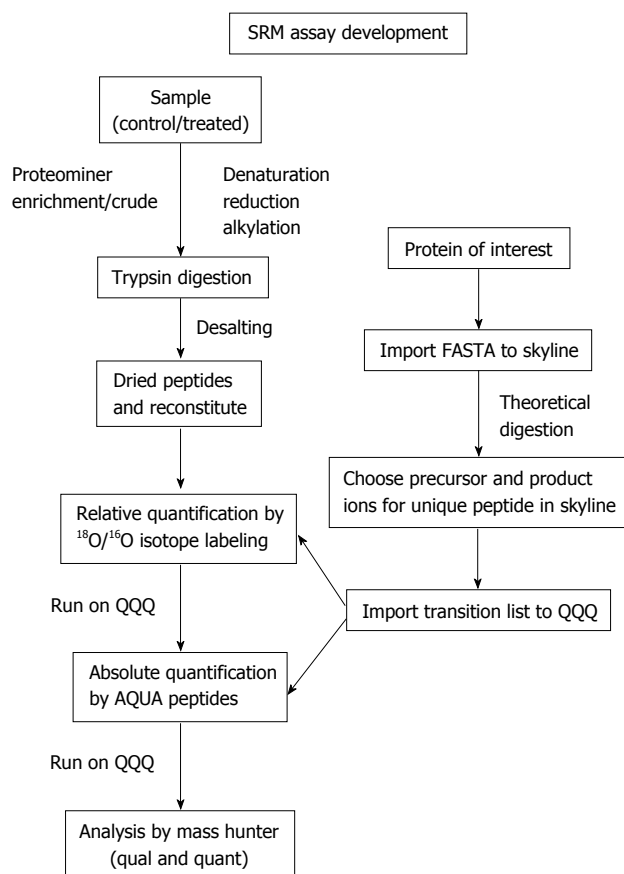 SRM assay development
Sample
(control/treated)
Proteominer
enrichment/crude
Denaturation
reduction
alkylation
Trypsin digestion
Desalting
Dried peptides
and reconstitute
Relative quantification by
¹⁸O/¹⁶O isotope labeling
Run on QQQ
Absolute quantification
by AQUA peptides
Run on QQQ
Analysis by mass hunter
(qual and quant)
Protein of interest
Import FASTA to skyline
Theoretical
digestion
Choose precursor and product
ions for unique peptide in skyline
Import transition list to QQQ